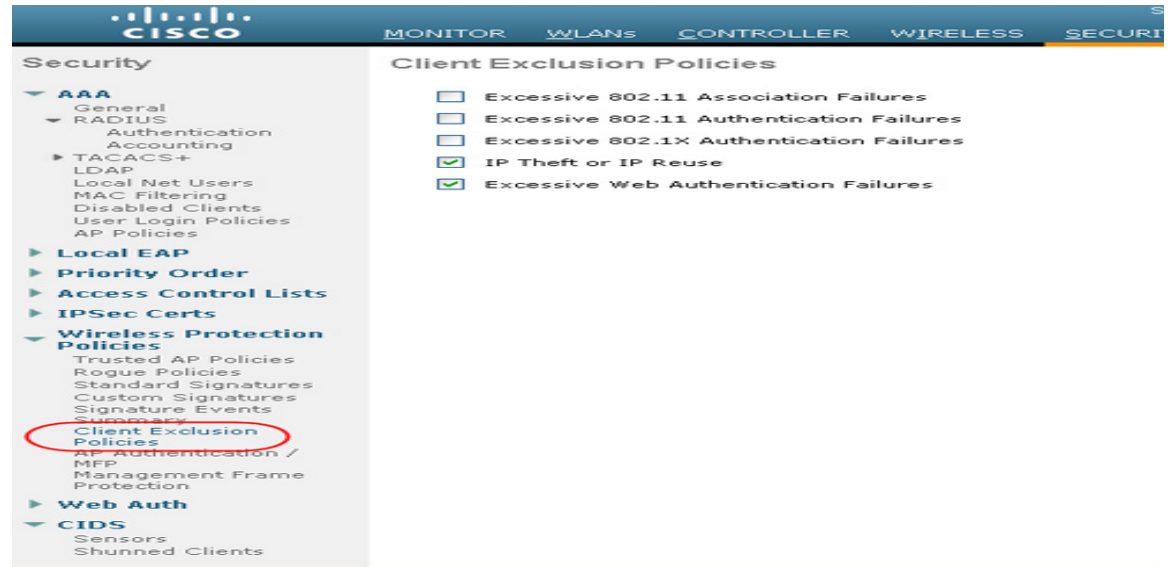 CISCO
MONITOR WLANs CONTROLLER WIRELESS SECURI
Security
AAA
General
RADIUS
Authentication
Accounting
TACACS+
LDAP
Local Net Users
MAC Filtering
Disabled Clients
User Login Policies
AP Policies
Local EAP
Priority Order
Access Control Lists
IPSec Certs
Wireless Protection
Policies
Trusted AP Policies
Rogue Policies
Standard Signatures
Custom Signatures
Signature Events
Summary
Client Exclusion
Policies
AP Authentication /
MFP
Management Frame
Protection
Web Auth
CIDS
Sensors
Shunned Clients
Client Exclusion Policies
Excessive 802.11 Association Failures
Excessive 802.11 Authentication Failures
Excessive 802.1X Authentication Failures
IP Theft or IP Reuse
Excessive Web Authentication Failures